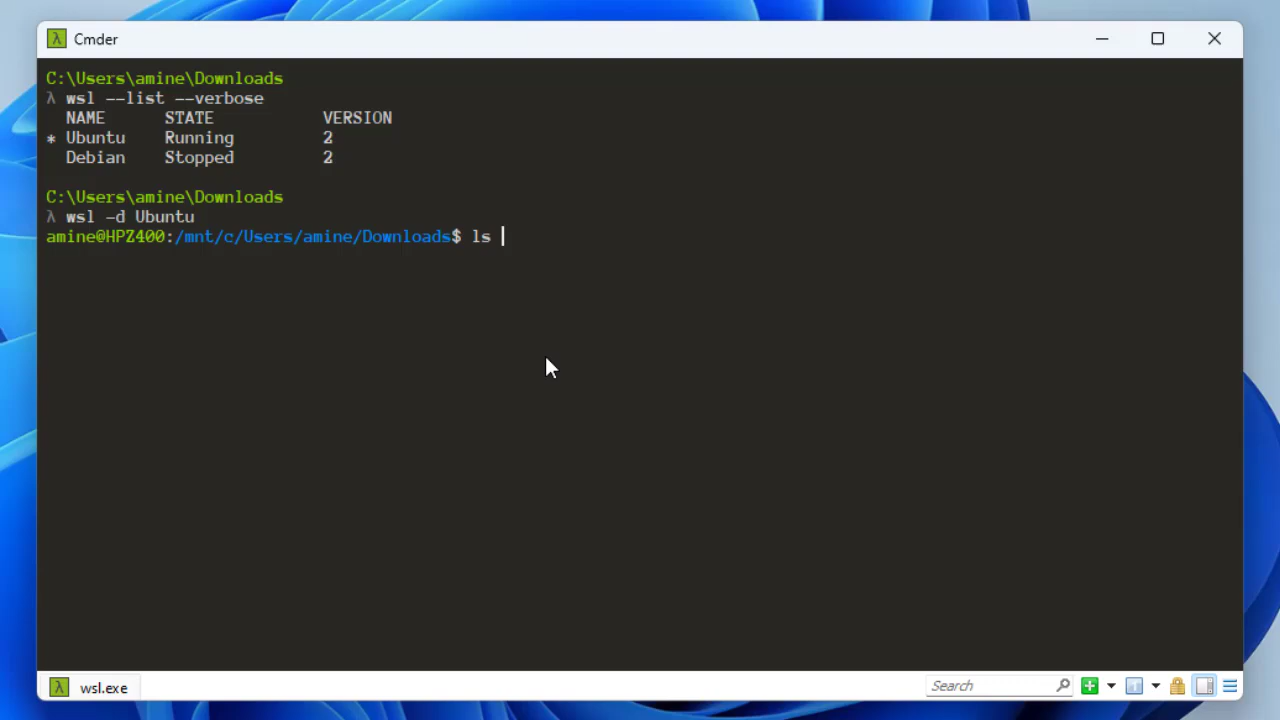 Cmder
C:\Users\amine\Downloads
λ wsl --list --verbose
NAME STATE VERSION
* Ubuntu Running 2
Debian Stopped 2
C:\Users\amine\Downloads
λ wsl -d Ubuntu
amine@HPZ400:/mnt/c/Users/amine/Downloads$ ls
λ wsl.exe
Search